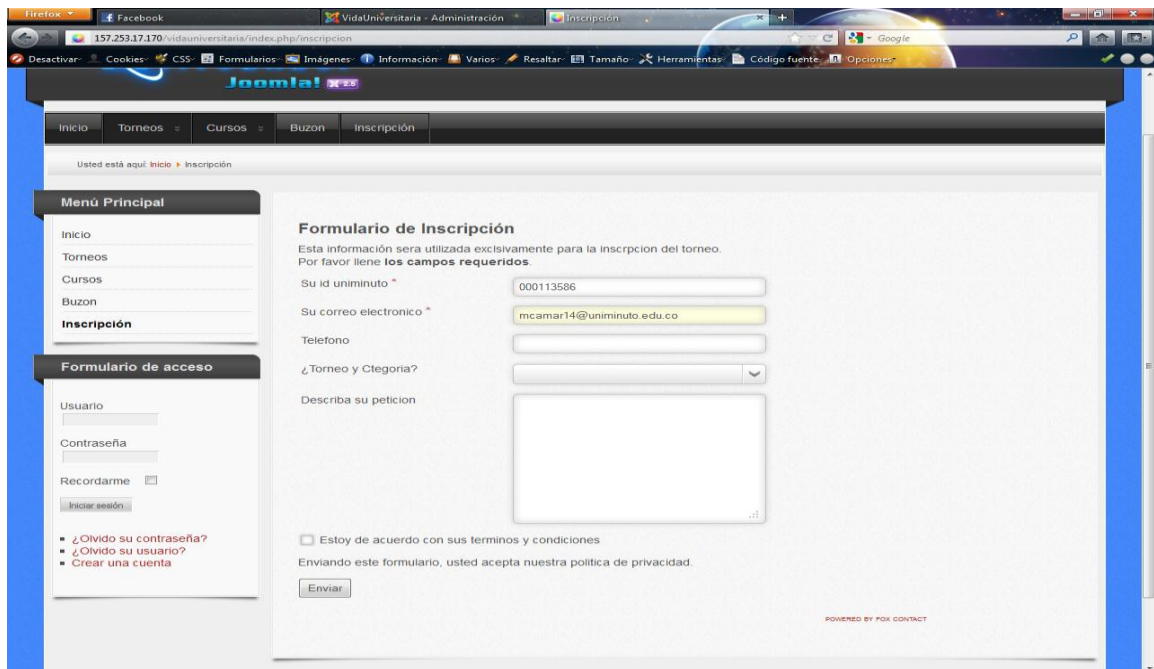 Firefox
Facebook
VidaUniversitaria - Administración
Inscripción
157.253.17.170/vidauniversitaria/index.php/inscripcion
Google
Desactivar Cookies CSS Formularios Imágenes Información Varios Resaltar Tamaño Herramientas Código fuente Opciones
Joomla! 2.5
Inicio Torneos Cursos Buzon Inscripción
Usted está aquí: Inicio Inscripción
Menú Principal
Inicio
Torneos
Cursos
Buzon
Inscripción
Formulario de acceso
Usuario
Contraseña
Recordarme
Iniciar sesión
¿Olvido su contraseña?
¿Olvido su usuario?
Crear una cuenta
Formulario de Inscripción
Esta información sera utilizada exclsivamente para la inscrpcion del torneo.
Por favor llene los campos requeridos.
Su id uniminuto *
000113586
Su correo electronico *
mcamar14@uniminuto.edu.co
Telefono
¿Torneo y Ctegoria?
Describa su peticion
Estoy de acuerdo con sus terminos y condiciones
Enviando este formulario, usted acepta nuestra politica de privacidad.
Enviar
POWERED BY FOX CONTACT